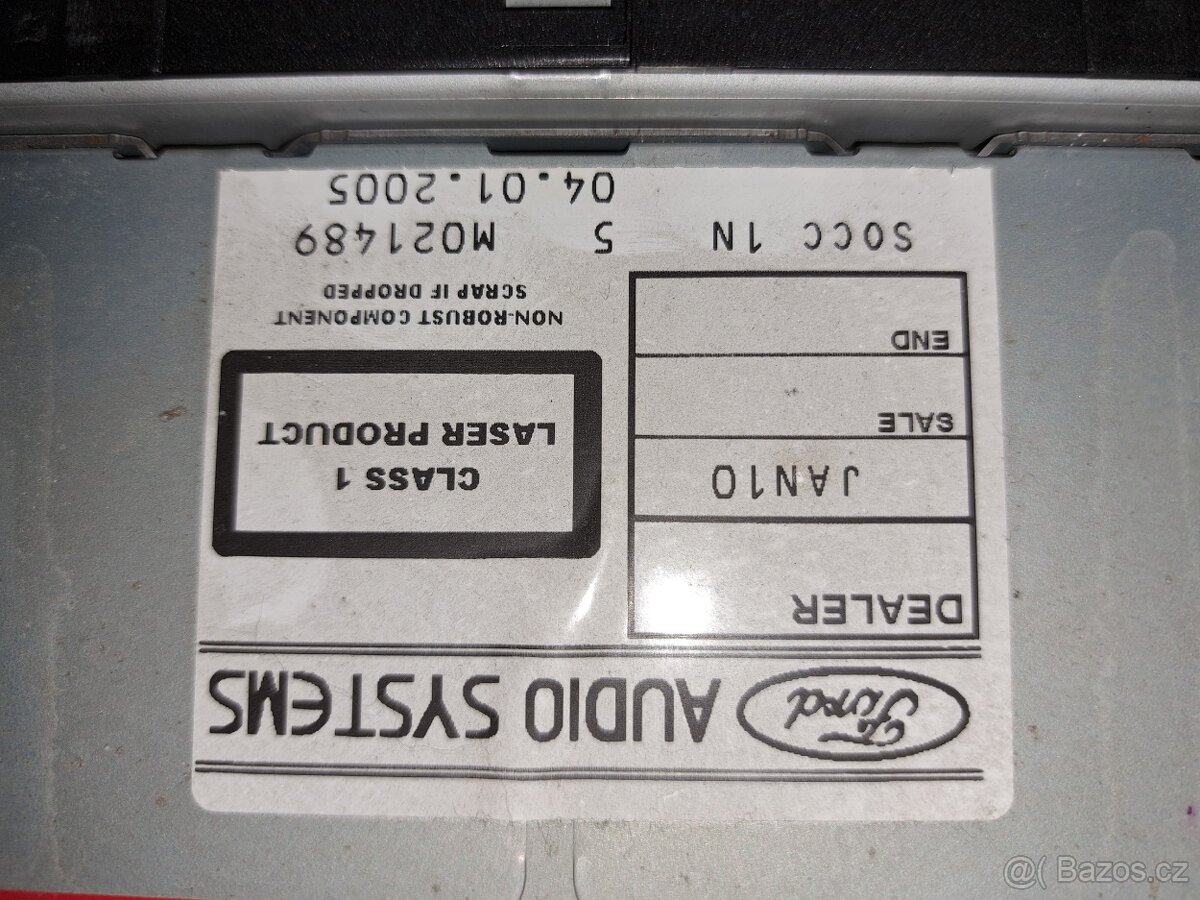 Ford AUDIO SYSTEMS
DEALER
JAN10
SALE
END
CLASS 1
LASER PRODUCT
NON-ROBUST COMPONENT
SCRAP IF DROPPED
SOCC 1N 5 M021489
04.01.2005
@( Bazos.cz